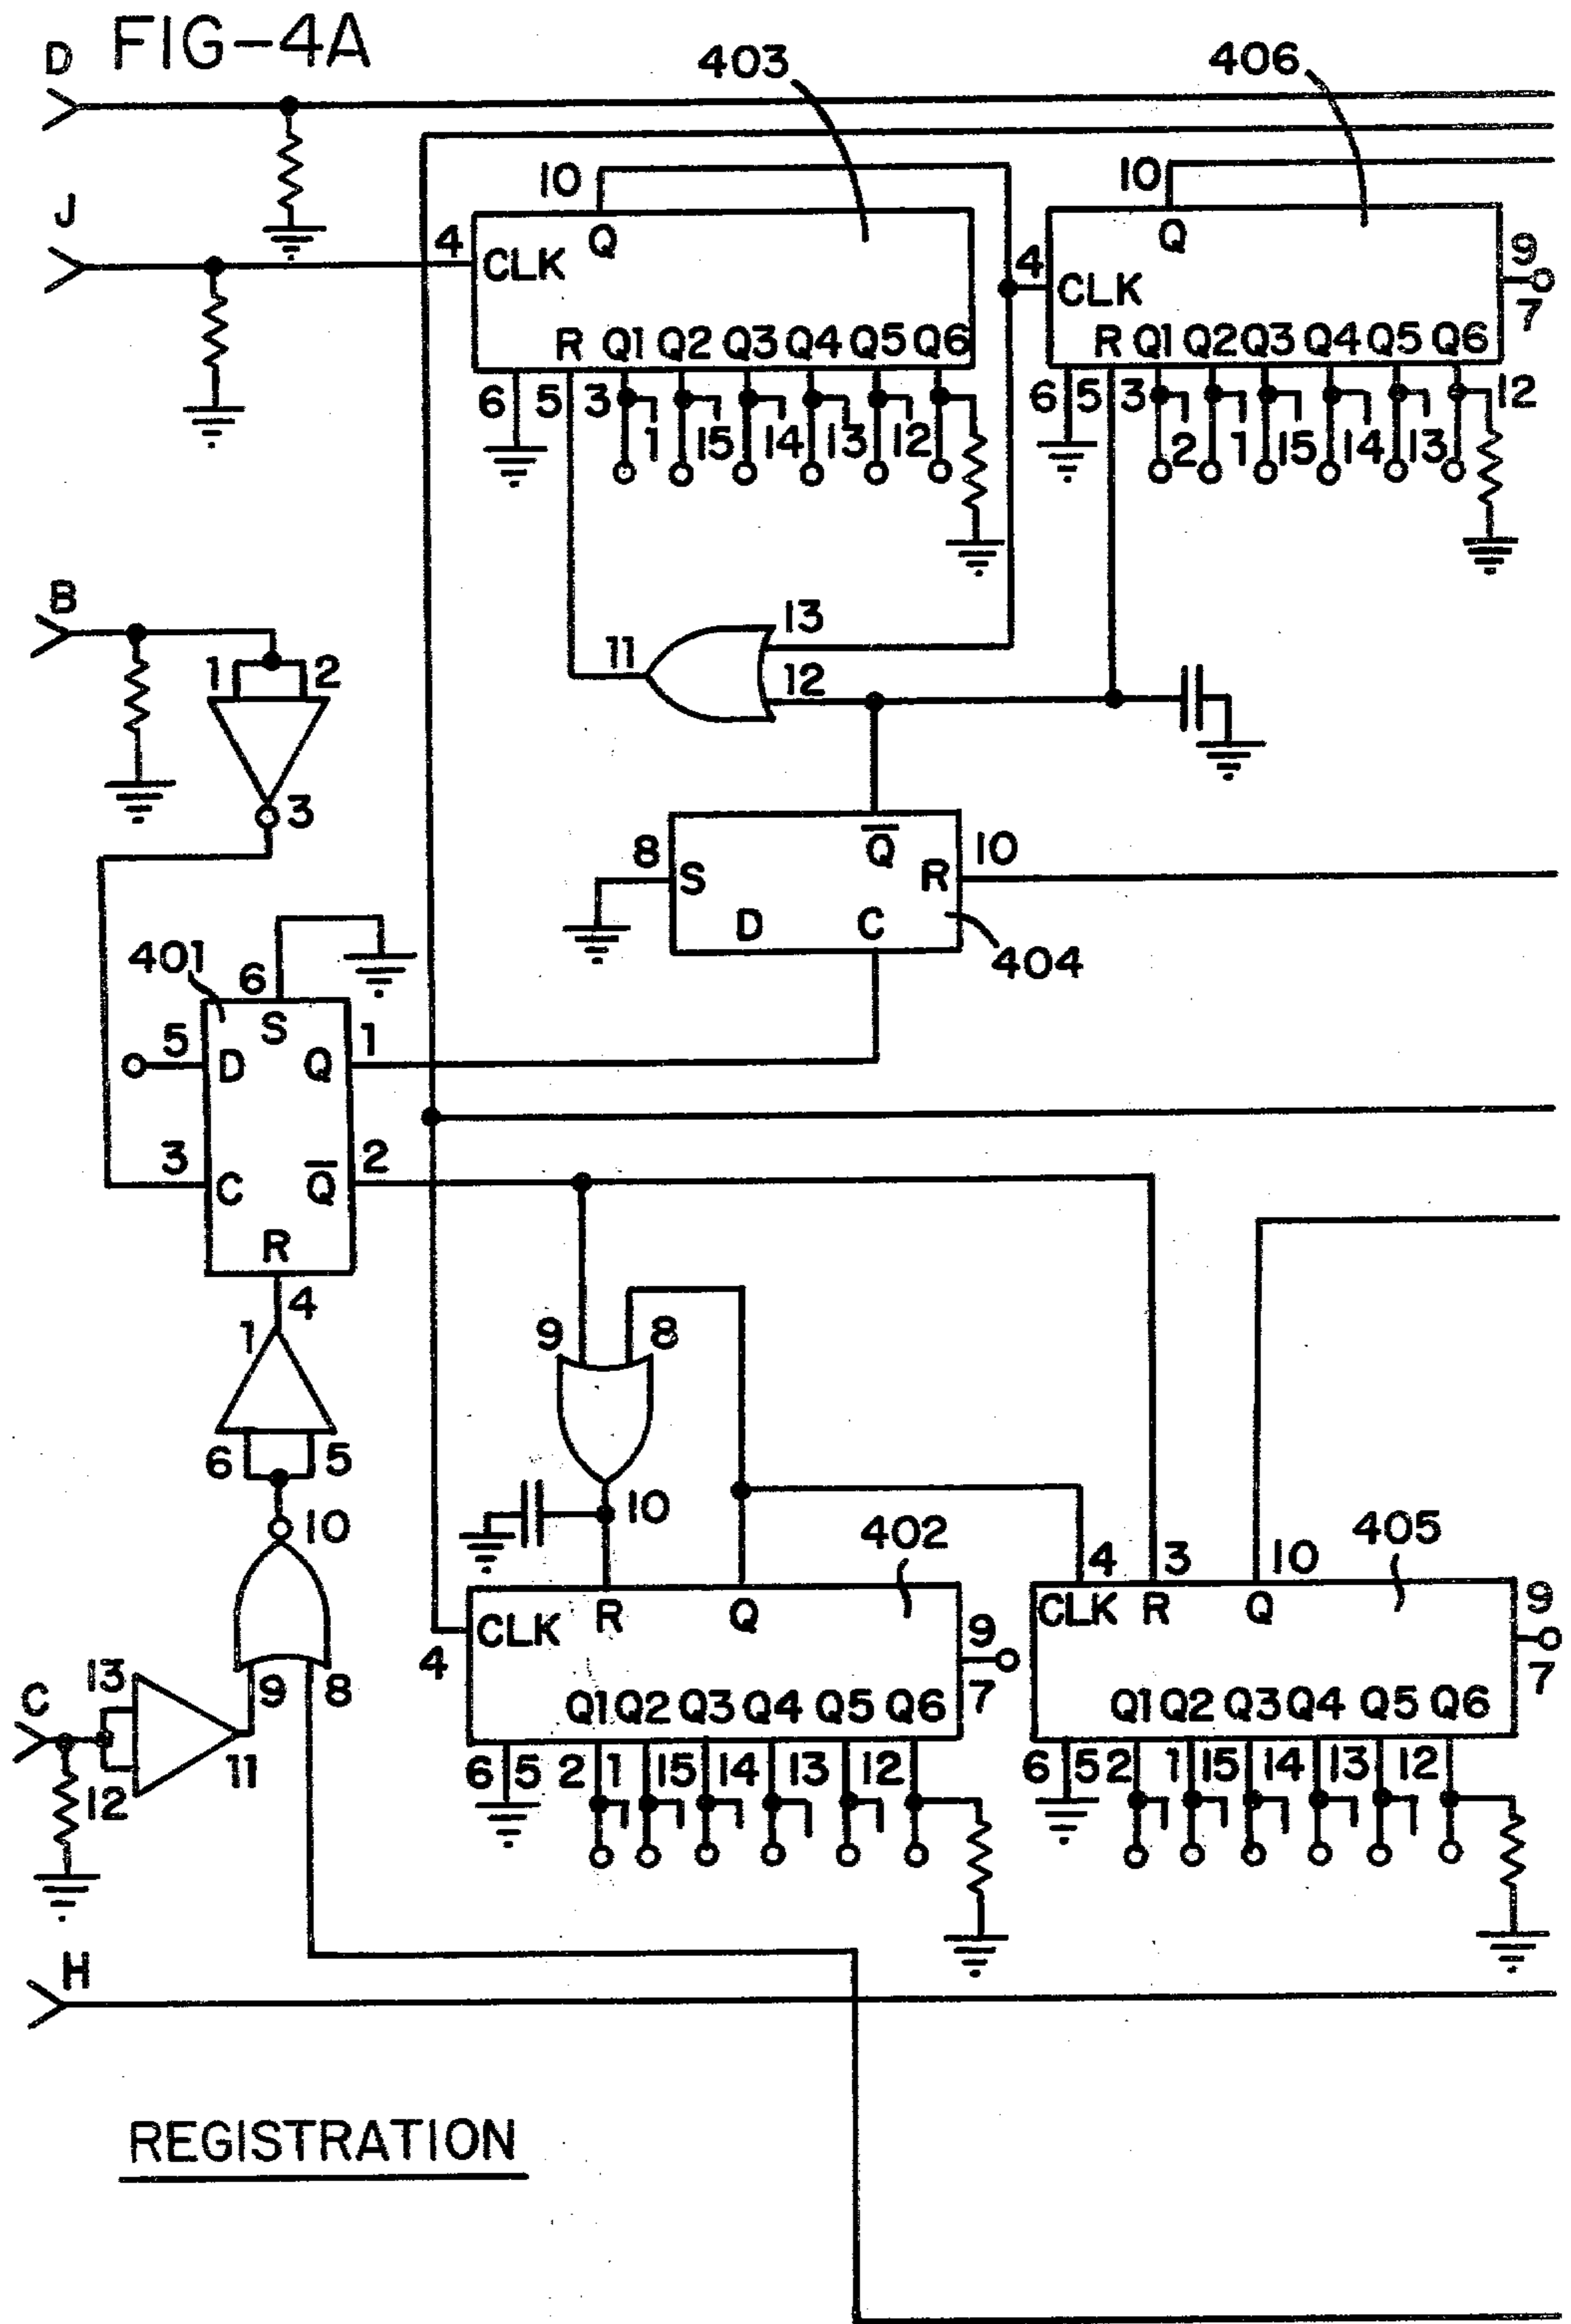 D FIG-4A
403
406
J
10
10
4
CLK
Q
4
CLK
Q
9
7
R Q1 Q2 Q3 Q4 Q5 Q6
R Q1 Q2 Q3 Q4 Q5 Q6
6 5 3 1 15 14 13 12
6 5 3 2 1 15 14 13 12
B
13
11
12
1 2
3
8
S
Q̅
R
10
D
C
404
401
6
S
5
D
Q
1
3
C
Q̅
2
R
4
1
9 8
6 5
10
10
402
405
4
CLK
R
Q
9
7
4 3 10
CLK R Q
9
7
C
13
12
11
9 8
Q1 Q2 Q3 Q4 Q5 Q6
Q1 Q2 Q3 Q4 Q5 Q6
6 5 2 1 15 14 13 12
6 5 2 1 15 14 13 12
H
REGISTRATION